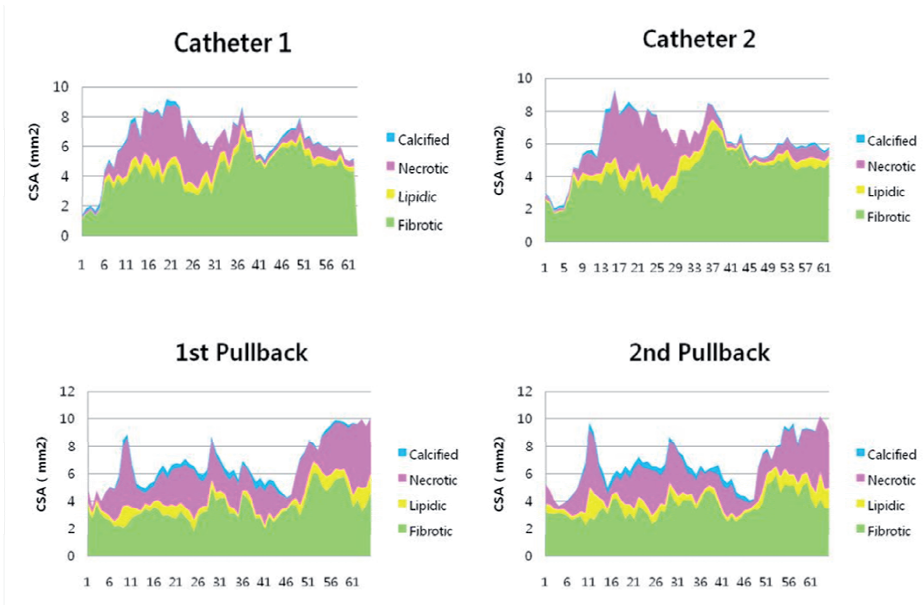 Catheter 1
CSA ( mm2)
10
8
6
4
2
0
1 6 11 16 21 26 31 36 41 46 51 56 61
Calcified
Necrotic
Lipidic
Fibrotic
Catheter 2
CSA ( mm2)
10
8
6
4
2
0
1 5 9 13 17 21 25 29 33 37 41 45 49 53 57 61
Calcified
Necrotic
Lipidic
Fibrotic
1st Pullback
CSA ( mm2)
12
10
8
6
4
2
0
1 6 11 16 21 26 31 36 41 46 51 56 61
Calcified
Necrotic
Lipidic
Fibrotic
2nd Pullback
CSA ( mm2)
12
10
8
6
4
2
0
1 6 11 16 21 26 31 36 41 46 51 56 61
Calcified
Necrotic
Lipidic
Fibrotic